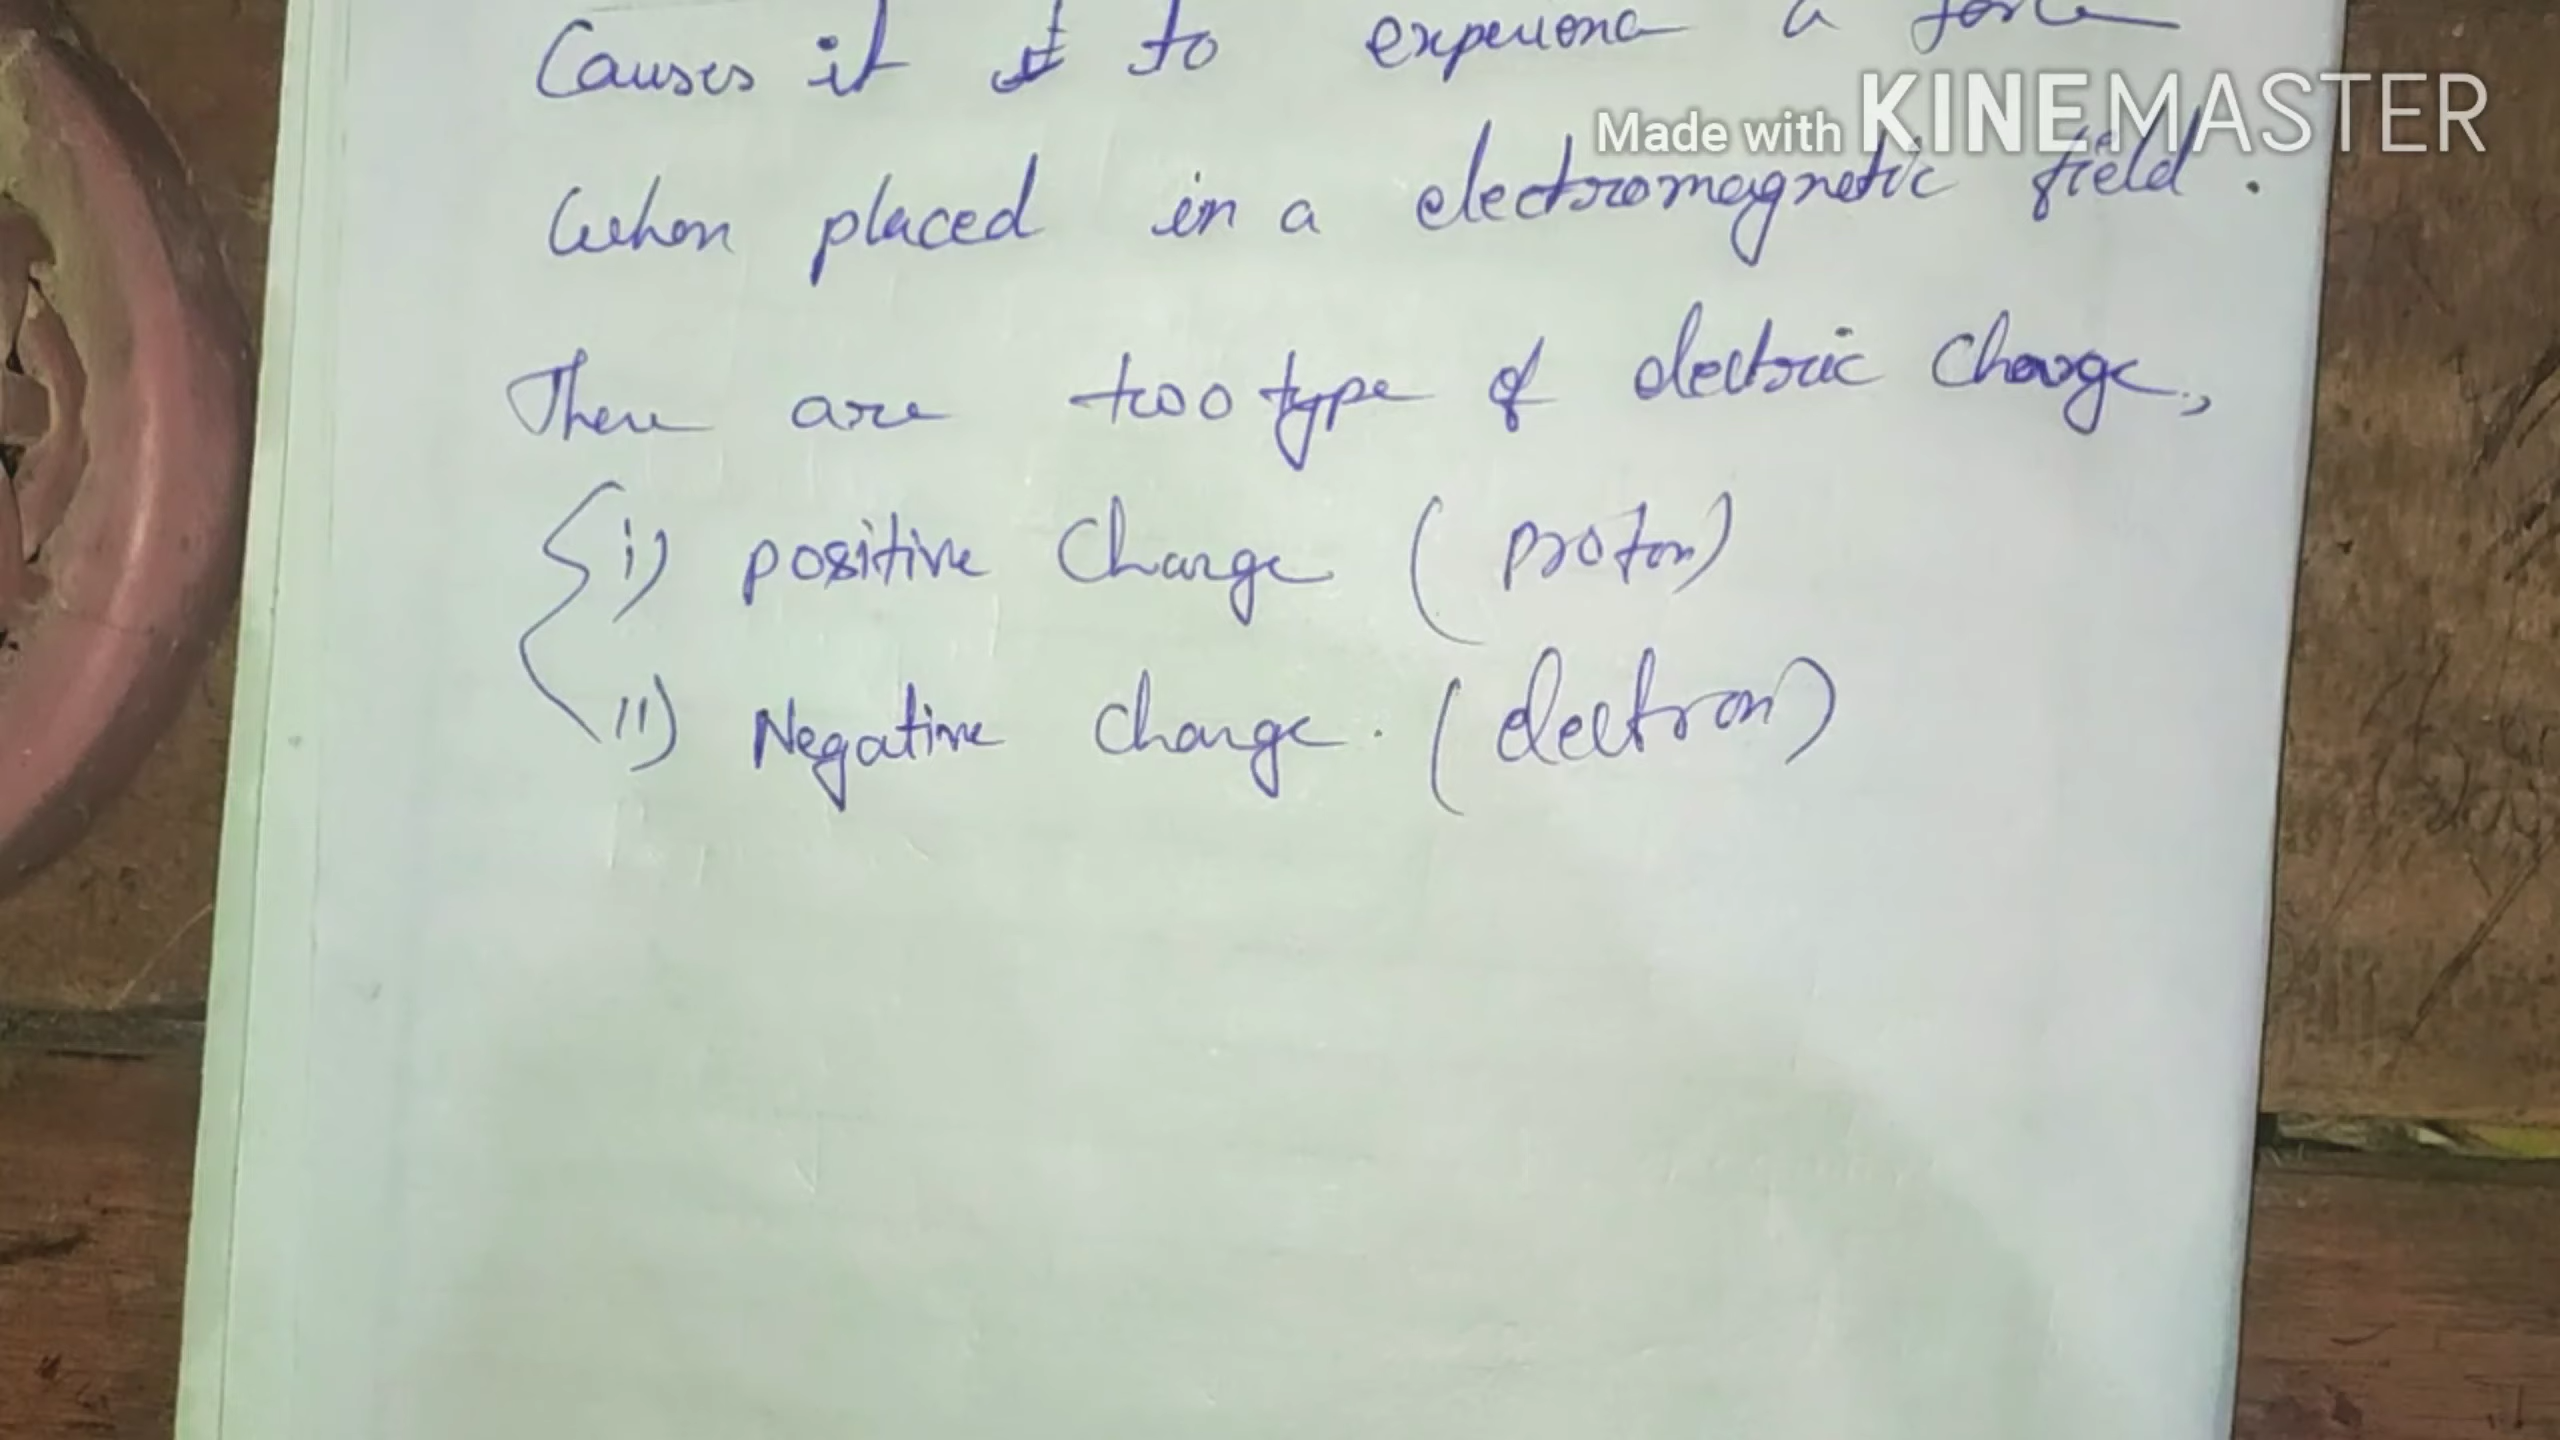 Causes it to experience a force
Made with KINEMASTER
When placed in a electromagnetic field.
There are two type of electric charge,
i) positive charge (proton)
ii) Negative charge. (electron)